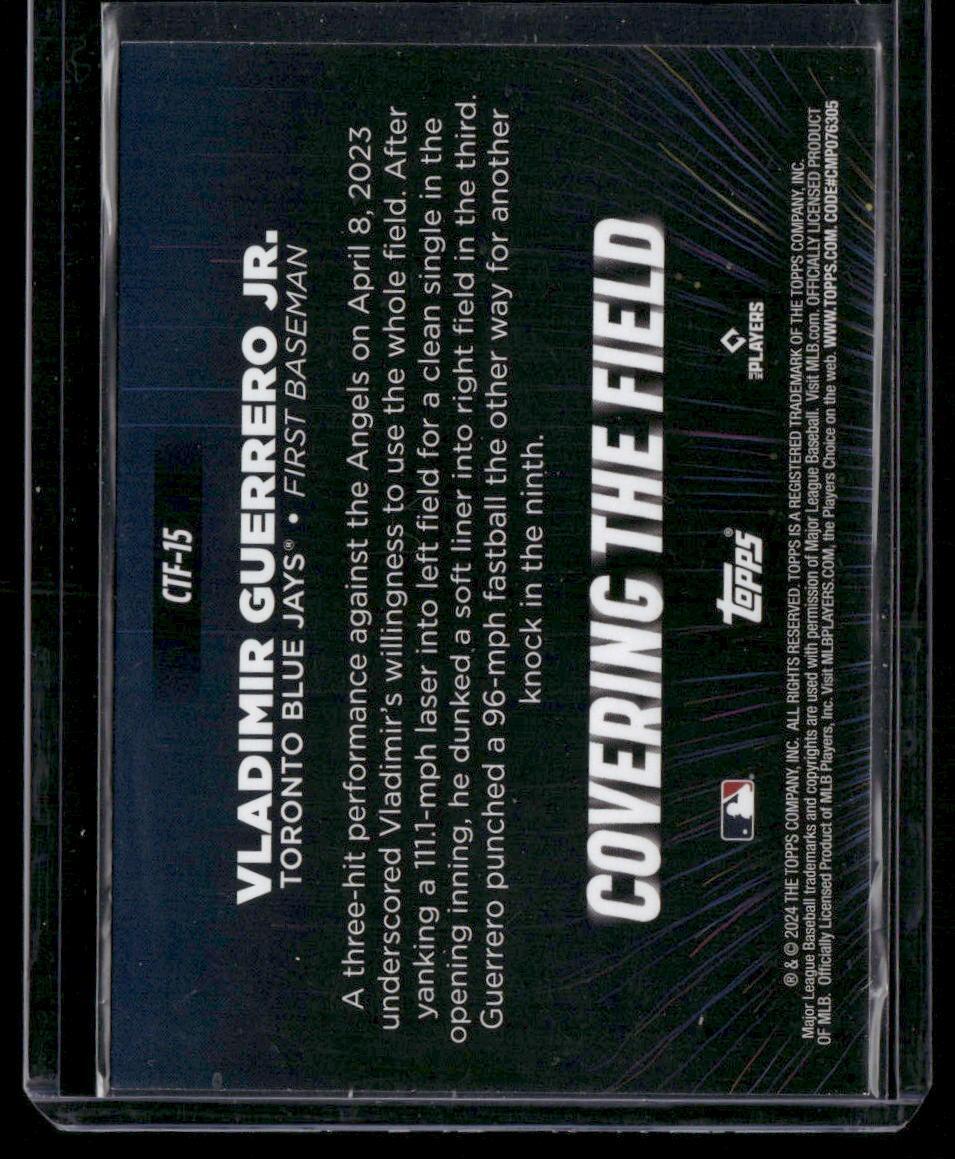 CTF-15
VLADIMIR GUERRERO JR.
TORONTO BLUE JAYS® • FIRST BASEMAN
A three-hit performance against the Angels on April 8, 2023
underscored Vladimir's willingness to use the whole field. After
yanking a 111.1-mph laser into left field for a clean single in the
opening inning, he dunked a soft liner into right field in the third.
Guerrero punched a 96-mph fastball the other way for another
knock in the ninth.
COVERING THE FIELD
TOPPS®
MLB PLAYERS
® & © 2024 THE TOPPS COMPANY, INC. ALL RIGHTS RESERVED. TOPPS IS A REGISTERED TRADEMARK OF THE TOPPS COMPANY, INC.
Major League Baseball trademarks and copyrights are used with permission of Major League Baseball. Visit MLB.com. OFFICIALLY LICENSED PRODUCT
OF MLB. Officially Licensed Product of MLB Players, Inc. Visit MLBPLAYERS.COM, the Players Choice on the web. WWW.TOPPS.COM. CODE#CMP076305